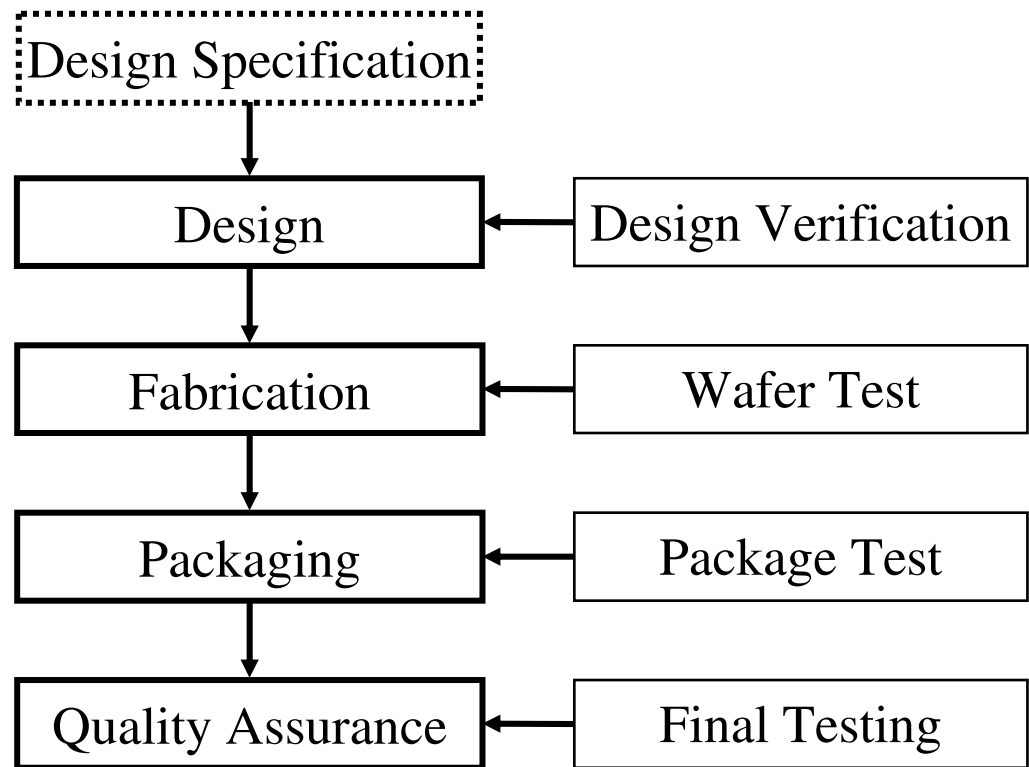 Design Specification
Design
Design Verification
Fabrication
Wafer Test
Packaging
Package Test
Quality Assurance
Final Testing